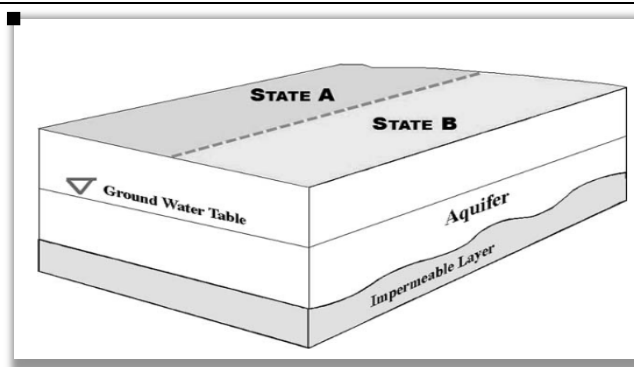 STATE A
STATE B
Ground Water Table
Aquifer
Impermeable Layer